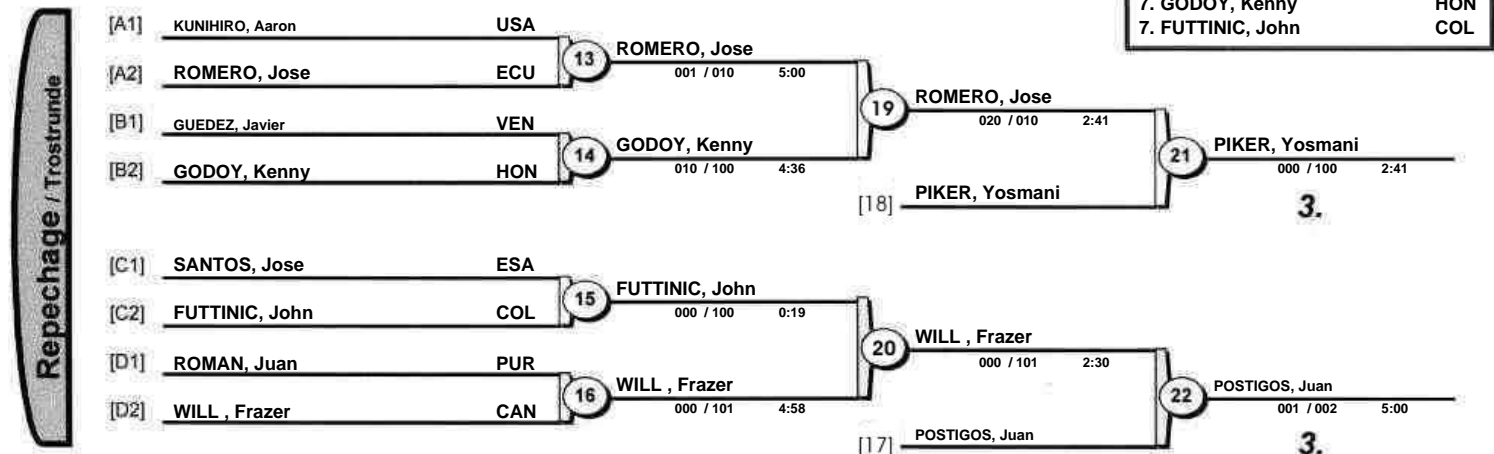 7. GODOY, Kenny HON
7. FUTTINIC, John COL
Repechage / Trostrunde
[A1] KUNIHIRO, Aaron USA
13 ROMERO, Jose
001 / 010 5:00
[A2] ROMERO, Jose ECU
19 ROMERO, Jose
020 / 010 2:41
[B1] GUEDEZ, Javier VEN
14 GODOY, Kenny
010 / 100 4:36
[B2] GODOY, Kenny HON
21 PIKER, Yosmani
000 / 100 2:41
[18] PIKER, Yosmani
3.
[C1] SANTOS, Jose ESA
15 FUTTINIC, John
000 / 100 0:19
[C2] FUTTINIC, John COL
20 WILL , Frazer
000 / 101 2:30
[D1] ROMAN, Juan PUR
16 WILL , Frazer
000 / 101 4:58
[D2] WILL , Frazer CAN
22 POSTIGOS, Juan
001 / 002 5:00
[17] POSTIGOS, Juan
3.